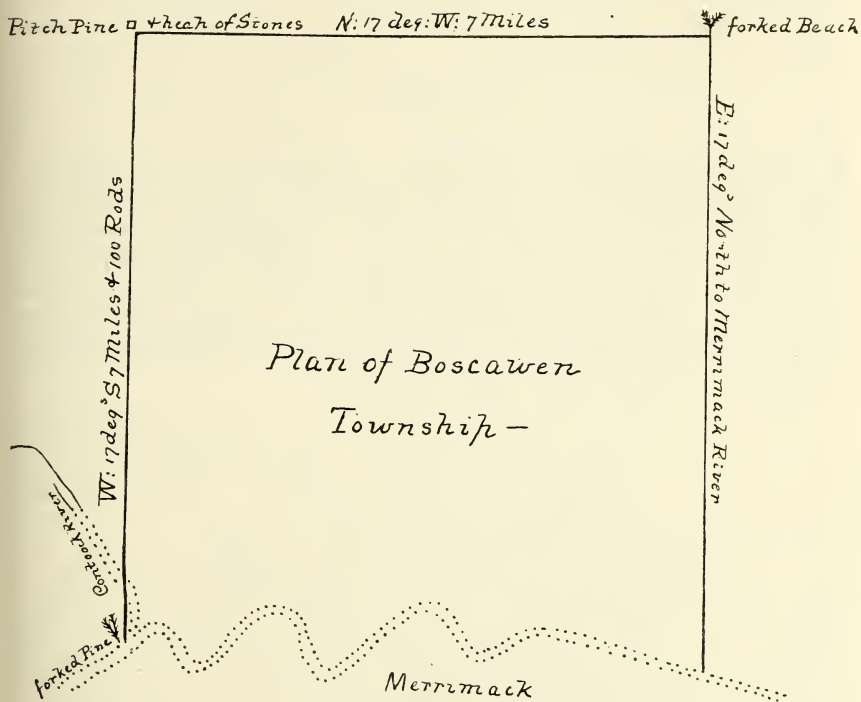 Pitch Pine + heap of Stones N: 17 deg: W: 7 Miles forked Beach
W: 17 deg.s S 7 Miles + 100 Rods
E: 17 deg.s North to Merrimack River
Plan of Boscawen
Township —
Contoock River
forked Pine
Merrimack